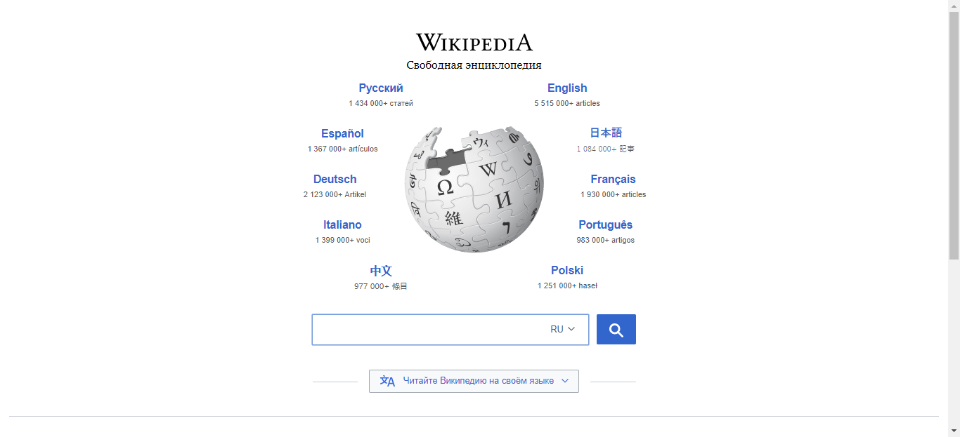 WIKIPEDIA
Свободная энциклопедия
Русский
1 434 000+ статей
English
5 515 000+ articles
Español
1 367 000+ artículos
日本語
1 084 000+ 記事
Deutsch
2 123 000+ Artikel
Français
1 930 000+ articles
Italiano
1 399 000+ voci
Português
983 000+ artigos
中文
977 000+ 條目
Polski
1 251 000+ haseł
Ω
W
И
維
ウィ
RU
Читайте Википедию на своём языке